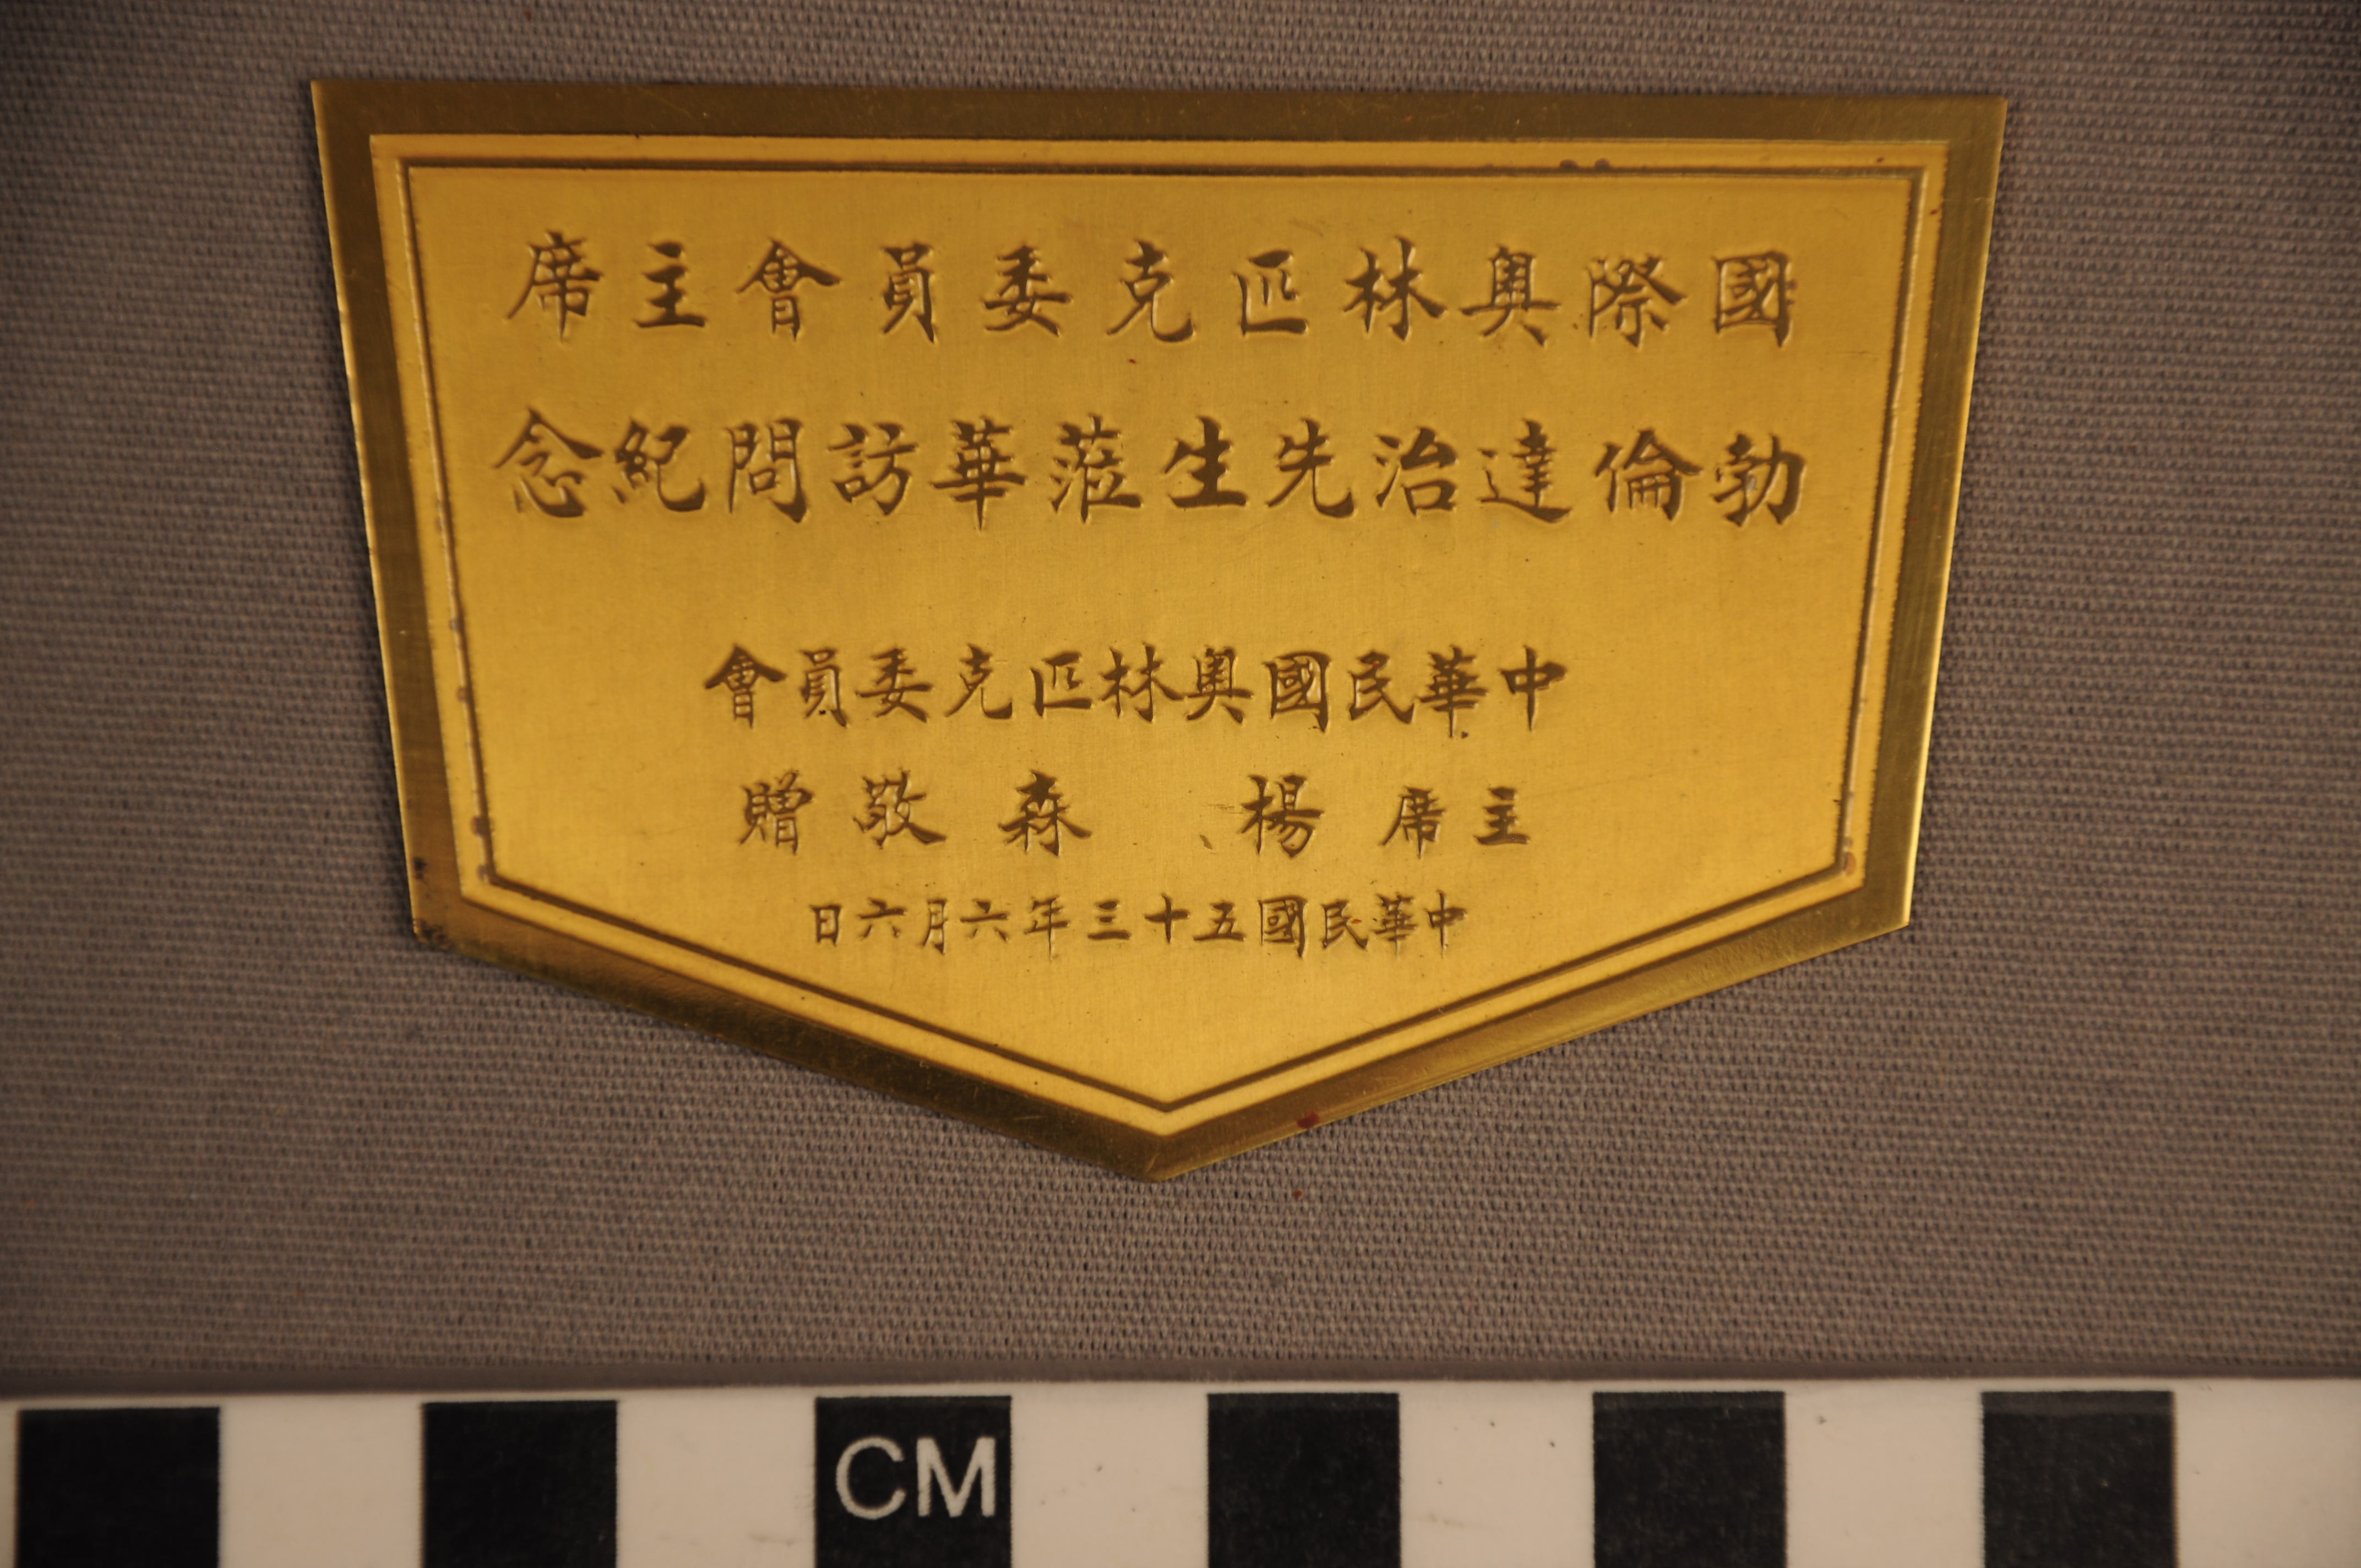 國際奧林匹克委員會主席
勃倫達治先生蒞華訪問紀念
中華民國奧林匹克委員會
主席楊 森敬贈
中華民國五十三年六月六日
CM